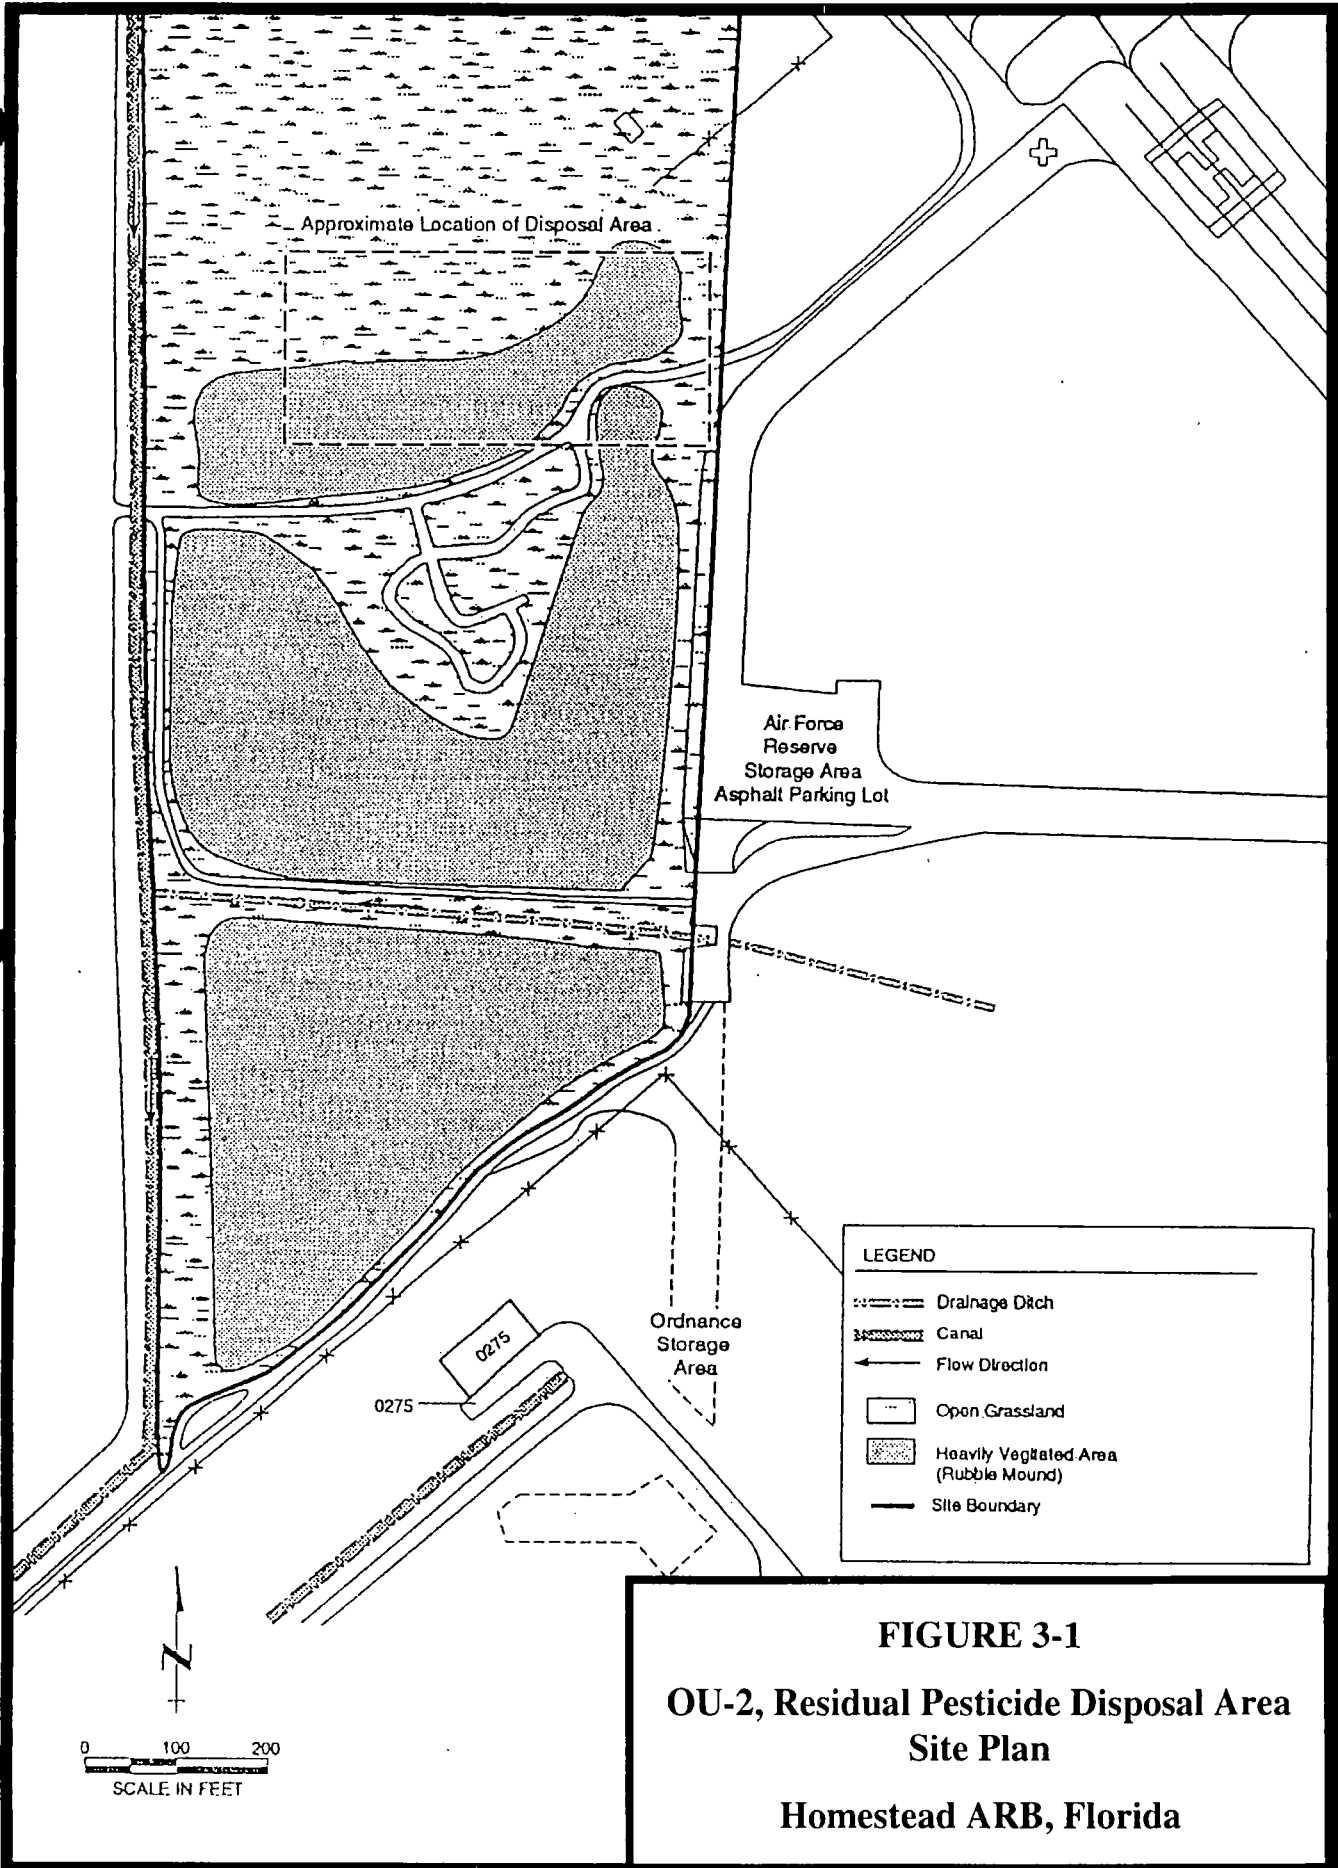 Approximate Location of Disposal Area
Air Force
Reserve
Storage Area
Asphalt Parking Lot
LEGEND
Drainage Ditch
Canal
Flow Direction
Open Grassland
Heavily Vegitated Area
(Rubble Mound)
Site Boundary
Ordnance
Storage
Area
0275
0275
N
0 100 200
SCALE IN FEET
FIGURE 3-1
OU-2, Residual Pesticide Disposal Area
Site Plan
Homestead ARB, Florida